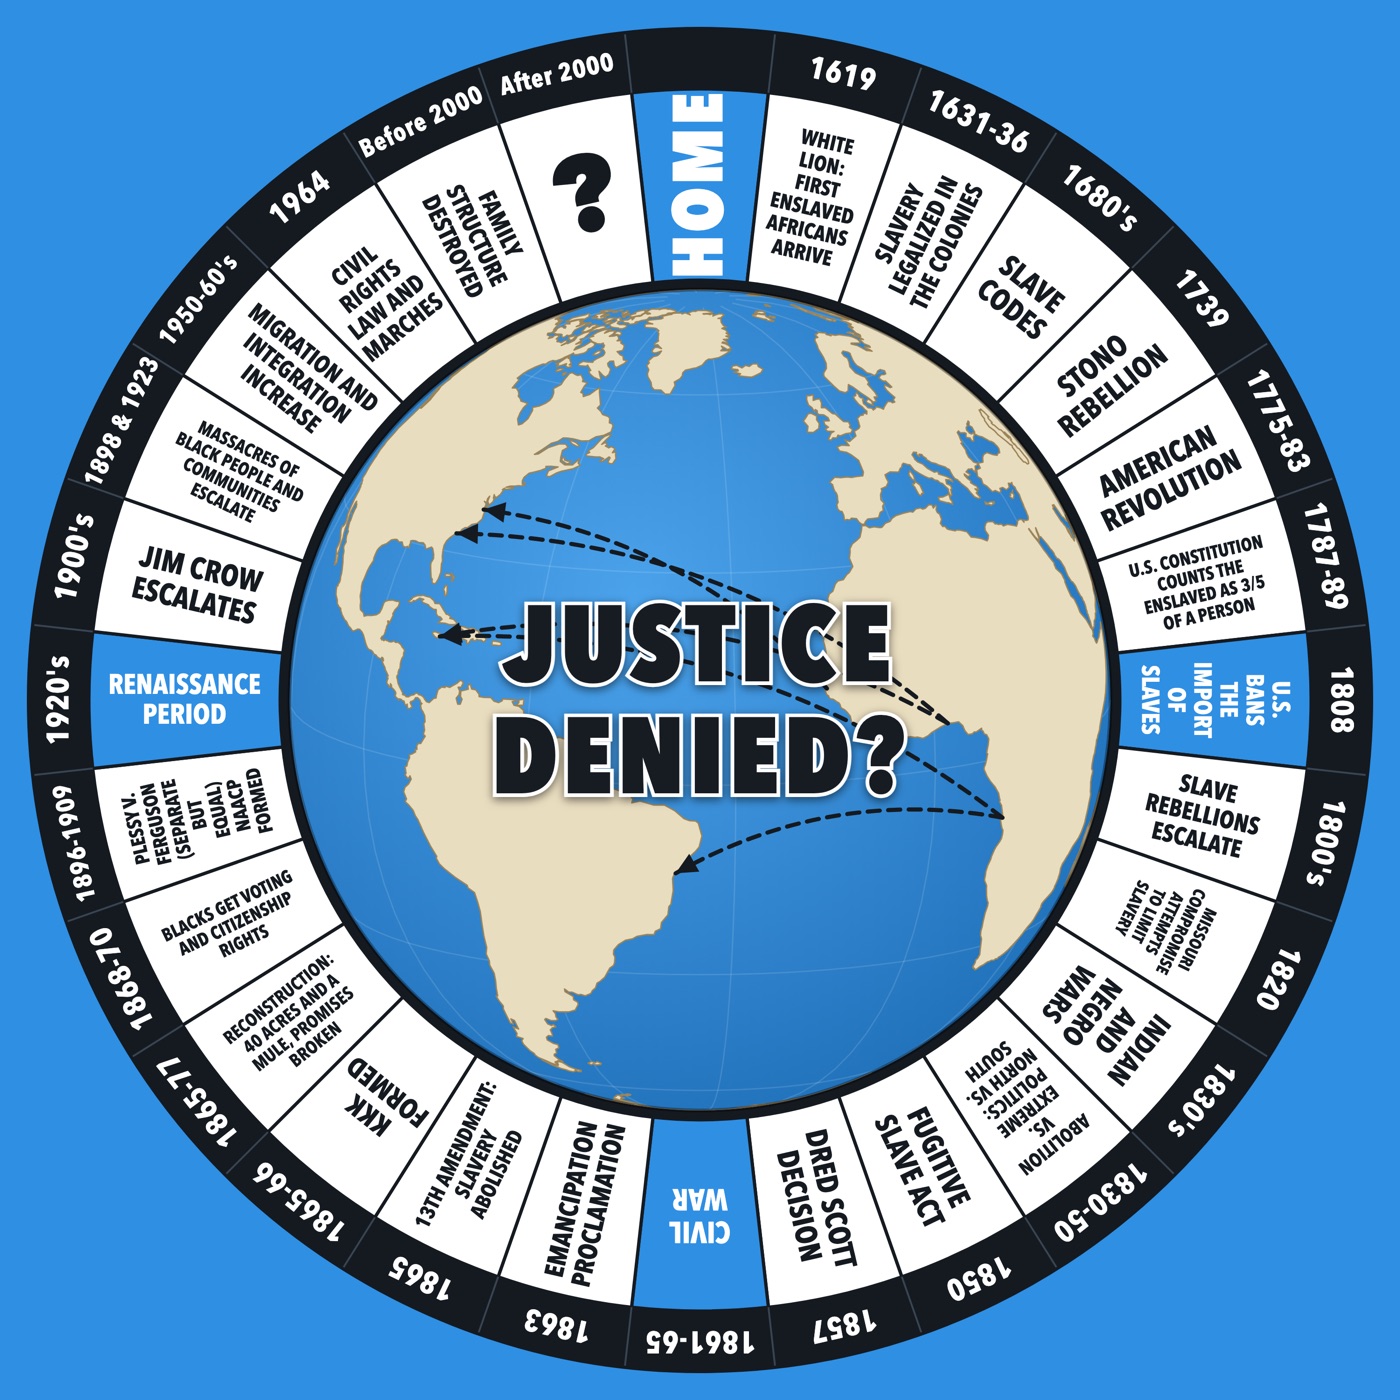 HOME
1619
WHITE
LION:
FIRST
ENSLAVED
AFRICANS
ARRIVE
1631-36
SLAVERY
LEGALIZED IN
THE COLONIES
1680's
SLAVE
CODES
1739
STONO
REBELLION
1775-83
AMERICAN
REVOLUTION
1787-89
U.S. CONSTITUTION
COUNTS THE
ENSLAVED AS 3/5
OF A PERSON
1808
U.S.
BANS
THE
IMPORT
OF
SLAVES
1800's
SLAVE
REBELLIONS
ESCALATE
1820
MISSOURI
COMPROMISE
ATTEMPTS
TO LIMIT
SLAVERY
1830's
INDIAN
AND
NEGRO
WARS
1830-50
ABOLITION
VS.
EXTREME
POLITICS:
NORTH VS.
SOUTH
1850
FUGITIVE
SLAVE ACT
1857
DRED SCOTT
DECISION
1861-65
CIVIL
WAR
1863
EMANCIPATION
PROCLAMATION
1865
13TH AMENDMENT:
SLAVERY
ABOLISHED
1865-66
KKK
FORMED
1865-77
RECONSTRUCTION:
40 ACRES AND A
MULE, PROMISES
BROKEN
1868-70
BLACKS GET VOTING
AND CITIZENSHIP
RIGHTS
1896-1909
PLESSY V.
FERGUSON
(SEPARATE
BUT
EQUAL)
NAACP
FORMED
1920's
RENAISSANCE
PERIOD
1900's
JIM CROW
ESCALATES
1898 & 1923
MASSACRES OF
BLACK PEOPLE AND
COMMUNITIES
ESCALATE
1950-60's
MIGRATION AND
INTEGRATION
INCREASE
1964
CIVIL
RIGHTS
LAW AND
MARCHES
Before 2000
FAMILY
STRUCTURE
DESTROYED
After 2000
?
JUSTICE
DENIED?